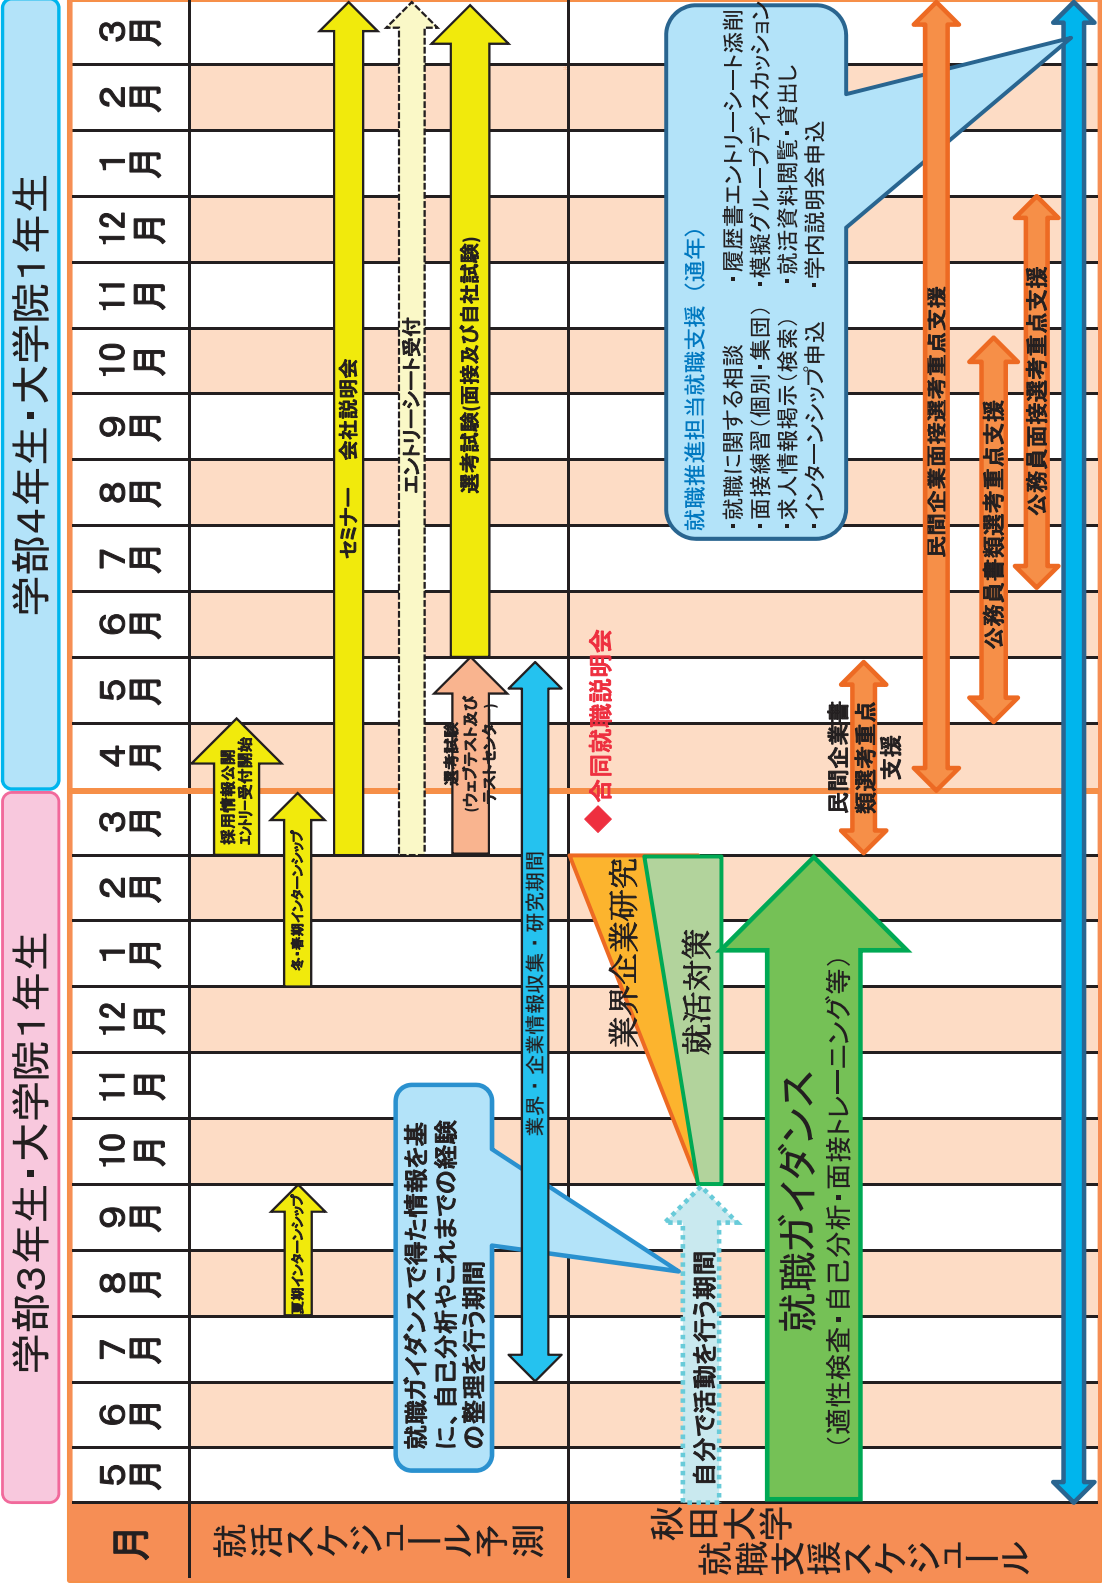 学部3年生・大学院1年生
学部4年生・大学院1年生
月
5月
6月
7月
8月
9月
10月
11月
12月
1月
2月
3月
4月
5月
6月
7月
8月
9月
10月
11月
12月
1月
2月
3月
就活スケジュール予測
採用情報公開
エントリー受付開始
夏期インターンシップ
冬・春期インターンシップ
セミナー 会社説明会
エントリーシート受付
選考試験
(ウェブテスト及び
テストセンター)
選考試験(面接及び自社試験)
業界・企業情報収集・研究期間
就職ガイダンスで得た情報を基
に、自己分析やこれまでの経験
の整理を行う期間
秋田大学
就職支援スケジュール
合同就職説明会
業界企業研究
就活対策
自分で活動を行う期間
就職ガイダンス
（適性検査・自己分析・面接トレーニング等）
就職推進担当就職支援（通年）
・就職に関する相談 ・履歴書エントリーシート添削
・面接練習（個別・集団） ・模擬グループディスカッション
・求人情報掲示（検索） ・就活資料閲覧・貸出し
・インターンシップ申込 ・学内説明会申込
民間企業書
類選考重点
支援
民間企業面接選考重点支援
公務員書類選考重点支援
公務員面接選考重点支援